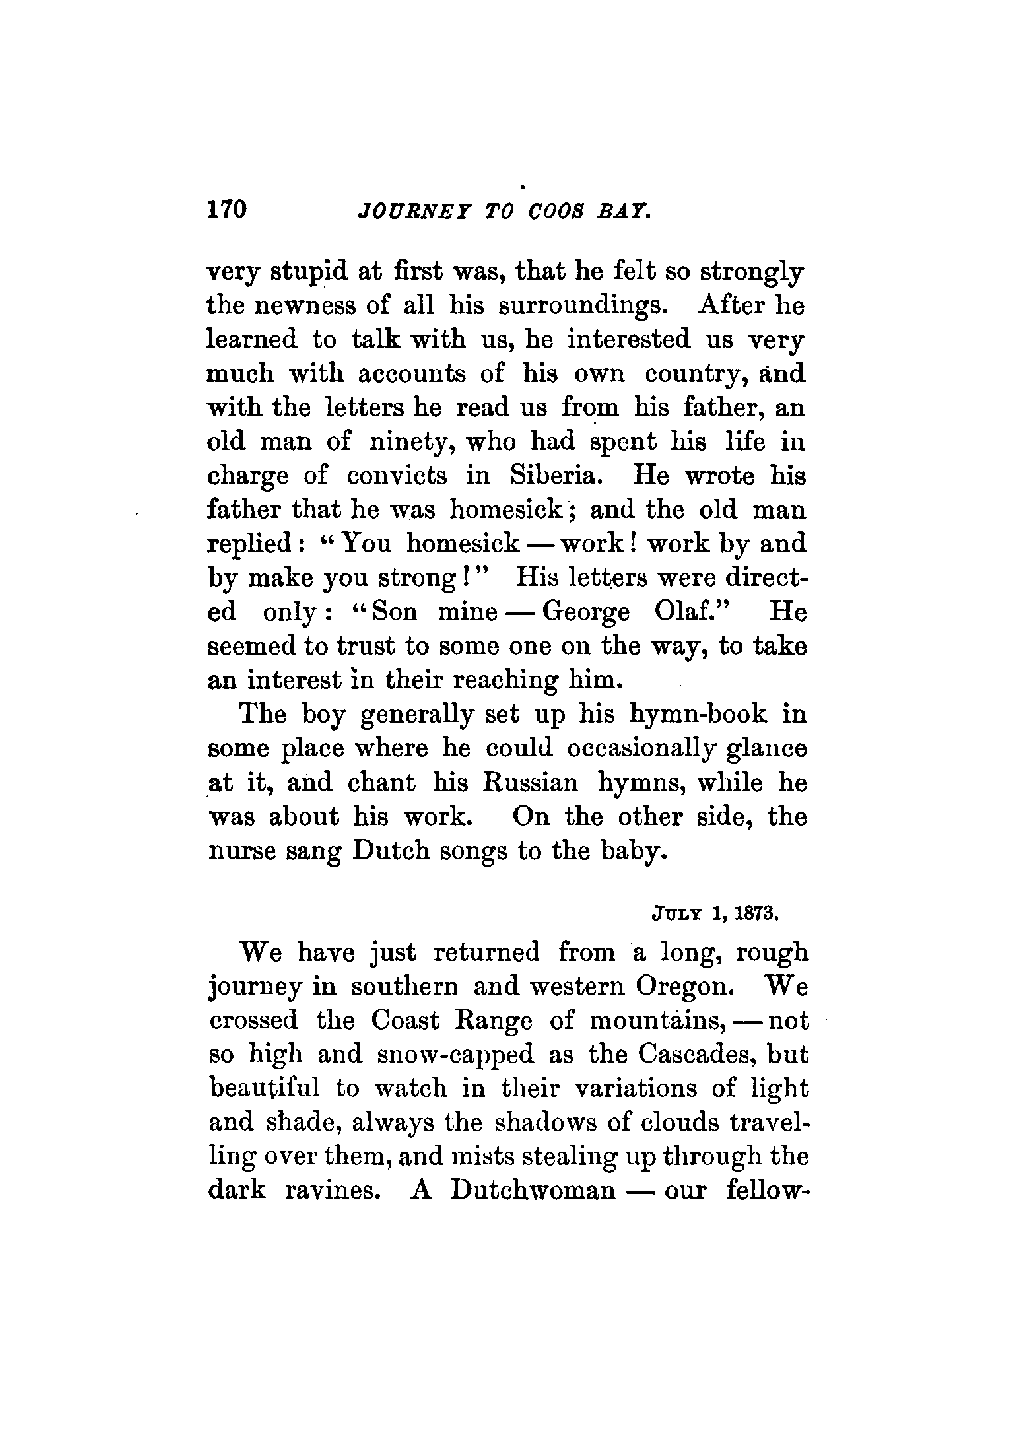 170 JOURNEY TO COOS BAY.
very stupid at first was, that he felt so strongly
the newness of all his surroundings. After he
learned to talk with us, he interested us very
much with accounts of his own country, and
with the letters he read us from his father, an
old man of ninety, who had spent his life in
charge of convicts in Siberia. He wrote his
father that he was homesick; and the old man
replied: "You homesick — work! work by and
by make you strong!" His letters were direct-
ed only: "Son mine — George Olaf." He
seemed to trust to some one on the way, to take
an interest in their reaching him.
The boy generally set up his hymn-book in
some place where he could occasionally glance
at it, and chant his Russian hymns, while he
was about his work. On the other side, the
nurse sang Dutch songs to the baby.
JULY 1, 1873.
We have just returned from a long, rough
journey in southern and western Oregon. We
crossed the Coast Range of mountains, — not
so high and snow-capped as the Cascades, but
beautiful to watch in their variations of light
and shade, always the shadows of clouds travel-
ling over them, and mists stealing up through the
dark ravines. A Dutchwoman — our fellow-